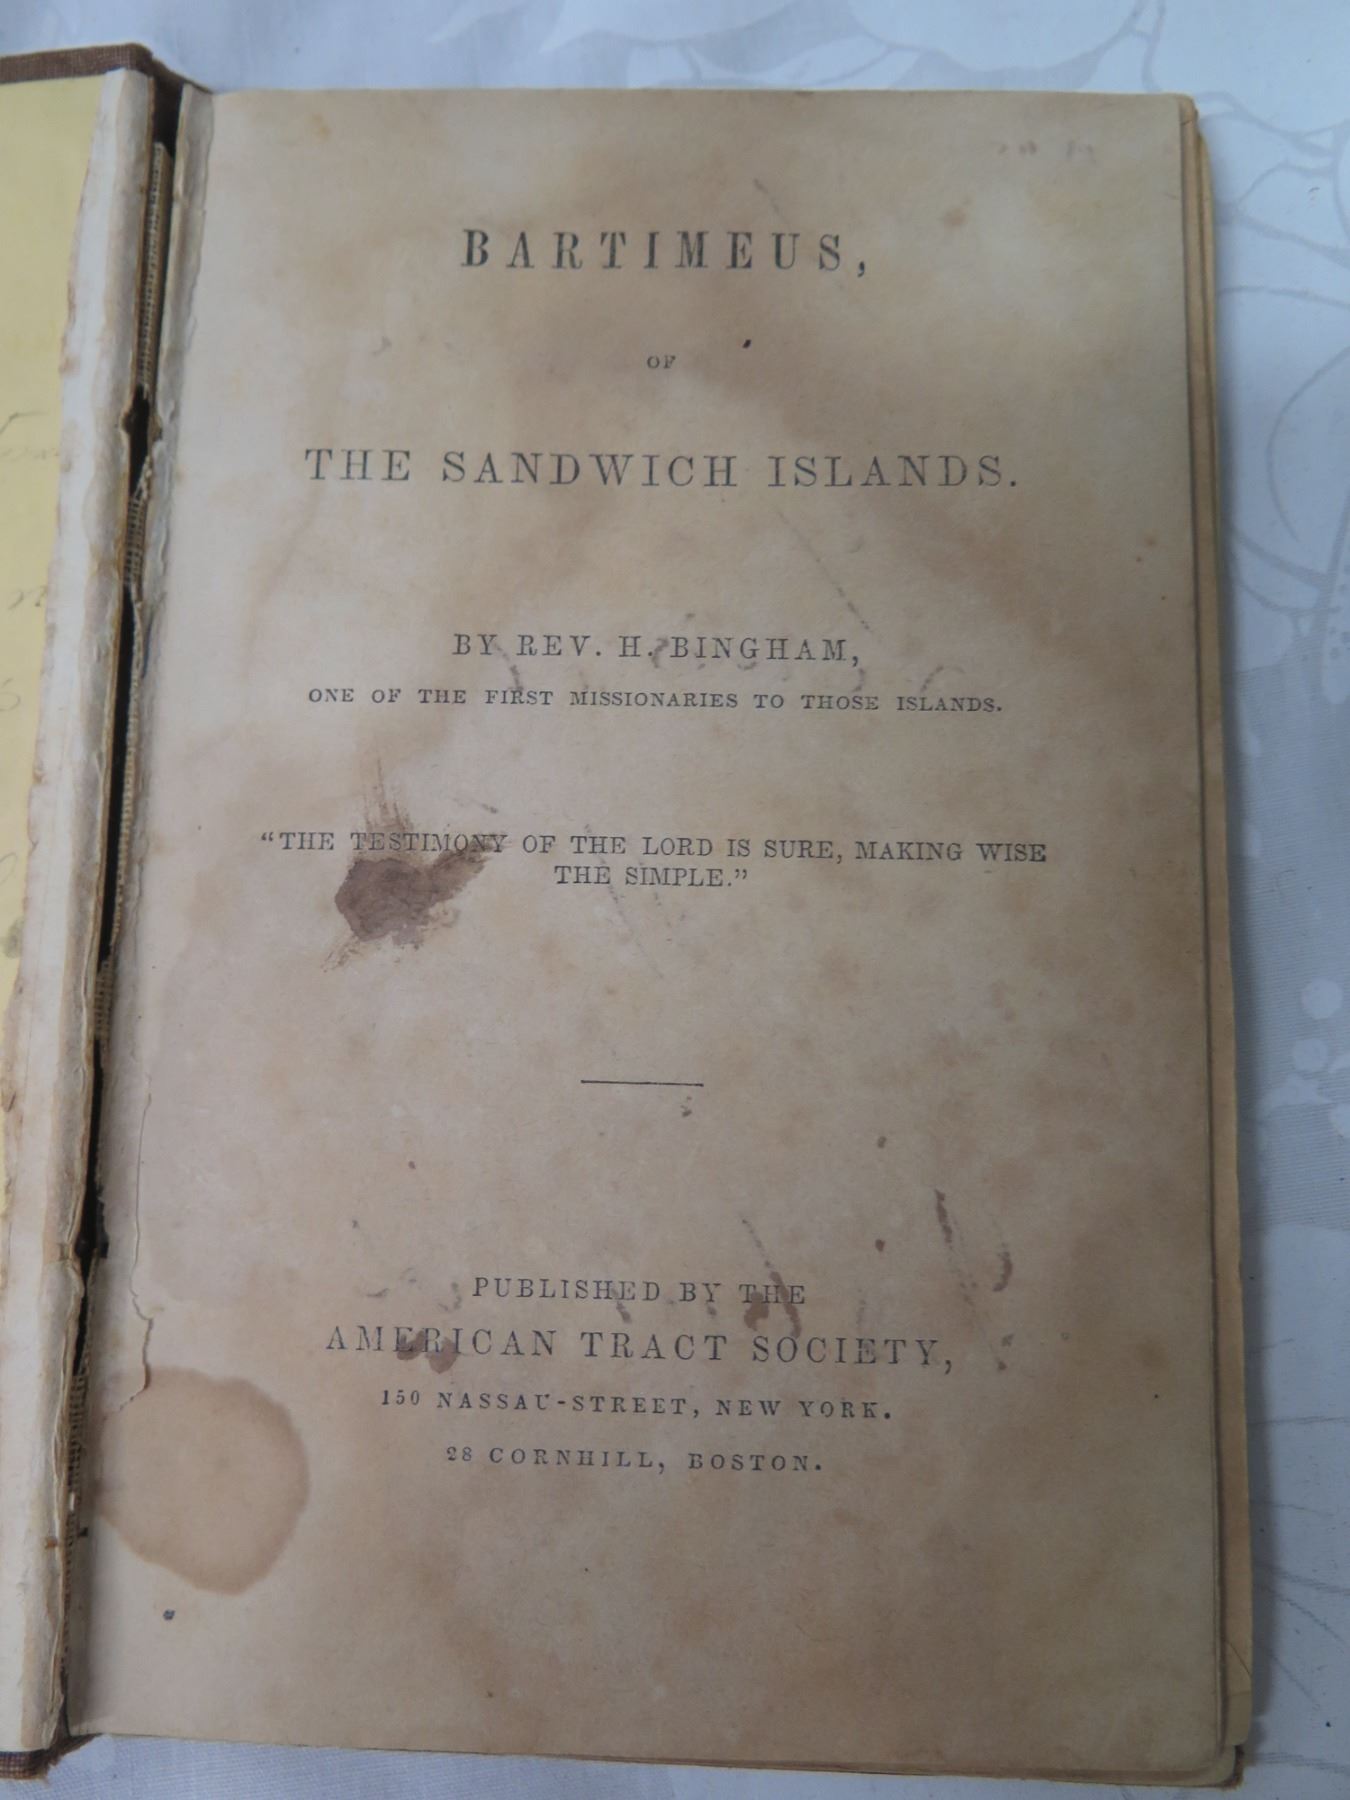 BARTIMEUS,
OF
THE SANDWICH ISLANDS.
BY REV. H. BINGHAM,
ONE OF THE FIRST MISSIONARIES TO THOSE ISLANDS.
"THE TESTIMONY OF THE LORD IS SURE, MAKING WISE
THE SIMPLE."
PUBLISHED BY THE
AMERICAN TRACT SOCIETY,
150 NASSAU-STREET, NEW YORK.
28 CORNHILL, BOSTON.